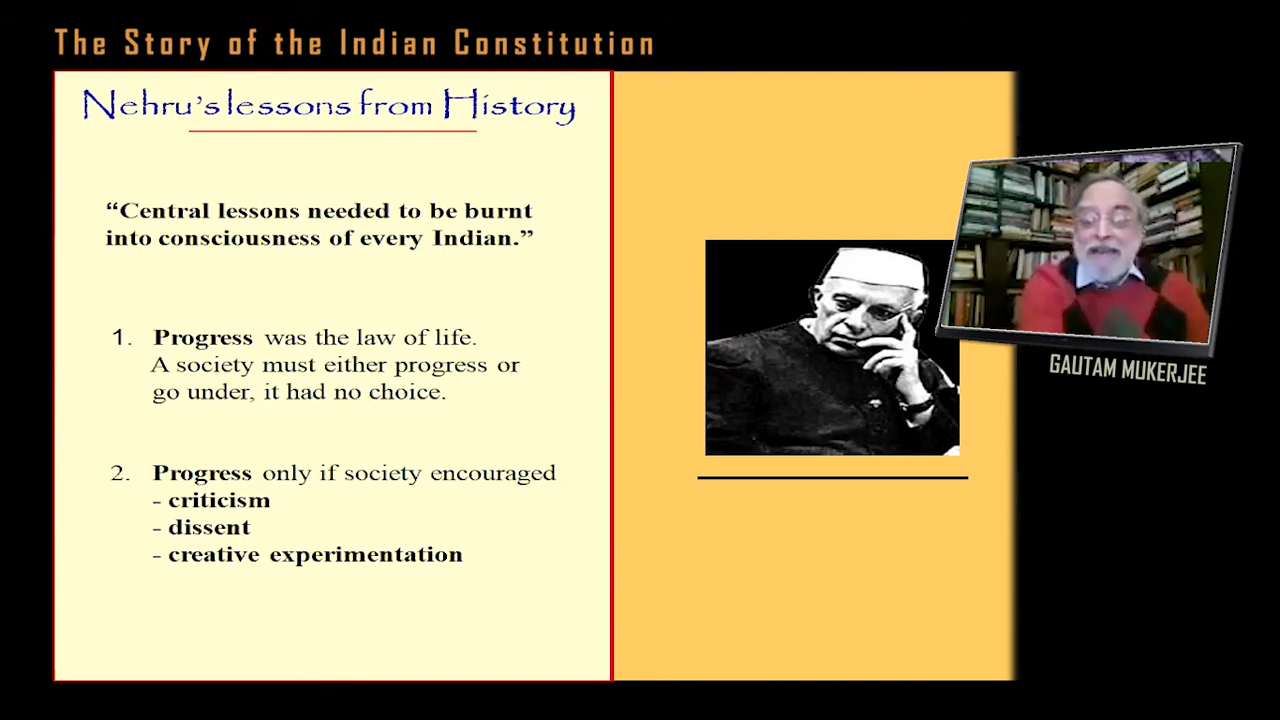 The Story of the Indian Constitution
Nehru's lessons from History
“Central lessons needed to be burnt
into consciousness of every Indian.”
1. Progress was the law of life.
A society must either progress or
go under, it had no choice.
2. Progress only if society encouraged
- criticism
- dissent
- creative experimentation
GAUTAM MUKERJEE